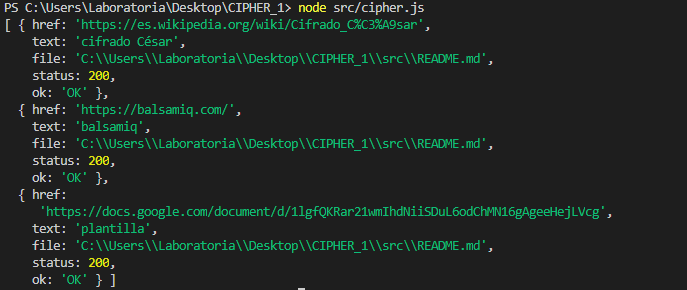 PS C:\Users\Laboratoria\Desktop\CIPHER_1> node src/cipher.js
[ { href: 'https://es.wikipedia.org/wiki/Cifrado_C%C3%A9sar',
text: 'cifrado César',
file: 'C:\\Users\\Laboratoria\\Desktop\\CIPHER_1\\src\\README.md',
status: 200,
ok: 'OK' },
{ href: 'https://balsamiq.com/',
text: 'balsamiq',
file: 'C:\\Users\\Laboratoria\\Desktop\\CIPHER_1\\src\\README.md',
status: 200,
ok: 'OK' },
{ href:
'https://docs.google.com/document/d/1lgfQKRar21wmIhdNiiSDuL6odChMN16gAgeeHejLVcg',
text: 'plantilla',
file: 'C:\\Users\\Laboratoria\\Desktop\\CIPHER_1\\src\\README.md',
status: 200,
ok: 'OK' } ]